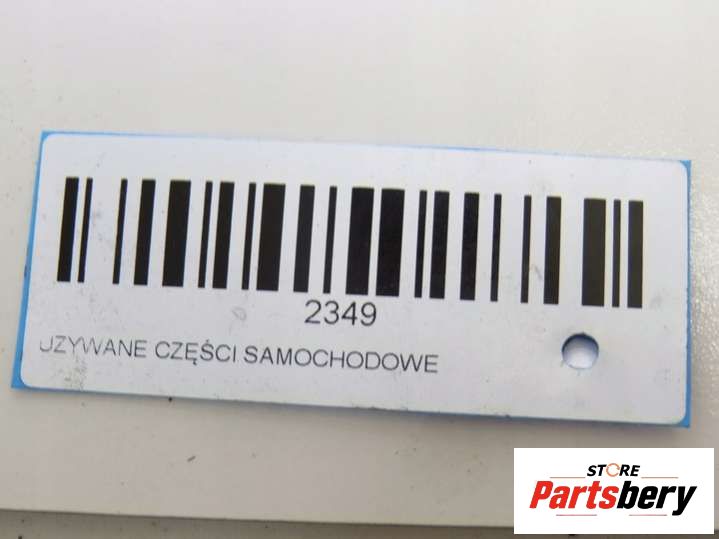 2349
UZYWANE CZĘŚCI SAMOCHODOWE
STORE
Partsbery